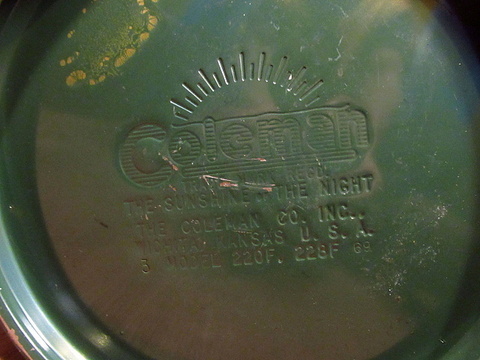 Coleman
TRADE MARK REG.
THE SUNSHINE OF THE NIGHT
THE COLEMAN CO. INC.,
WICHITA, KANSAS U. S. A.
3 MODEL 220F, 228F 69